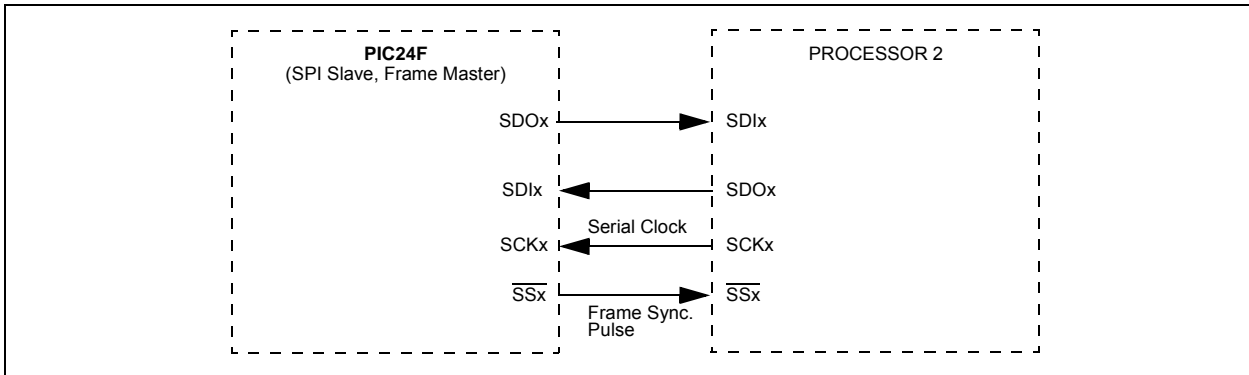 PIC24F
(SPI Slave, Frame Master)
PROCESSOR 2
SDOx
SDIx
SDIx
SDOx
Serial Clock
SCKx
SCKx
SSx
SSx
Frame Sync.
Pulse